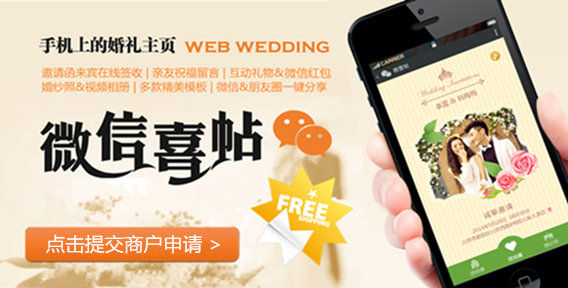 手机上的婚礼主页 WEB WEDDING
邀请函来宾在线签收 | 亲友祝福留言 | 互动礼物&微信红包
婚纱照&视频相册 | 多款精美模板 | 微信&朋友圈一键分享
微信喜帖
FREE
SHIPPING
点击提交商户申请 >
CARRIER
Wedding Invitations
诚挚邀请